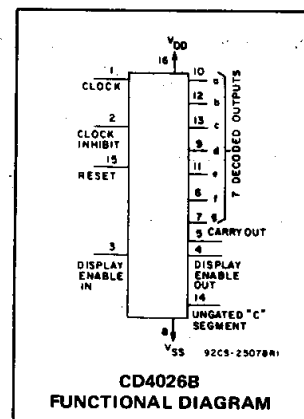 VDD
16
1
CLOCK
10 a
12 b
2
CLOCK
INHIBIT
13 c
9 d
15
RESET
11 e
6 f
7 g
7 DECODED OUTPUTS
5
CARRY OUT
3
DISPLAY
ENABLE
IN
4
DISPLAY
ENABLE
OUT
14
UNGATED "C"
SEGMENT
8
VSS
92CS-25078R1
CD4026B
FUNCTIONAL DIAGRAM